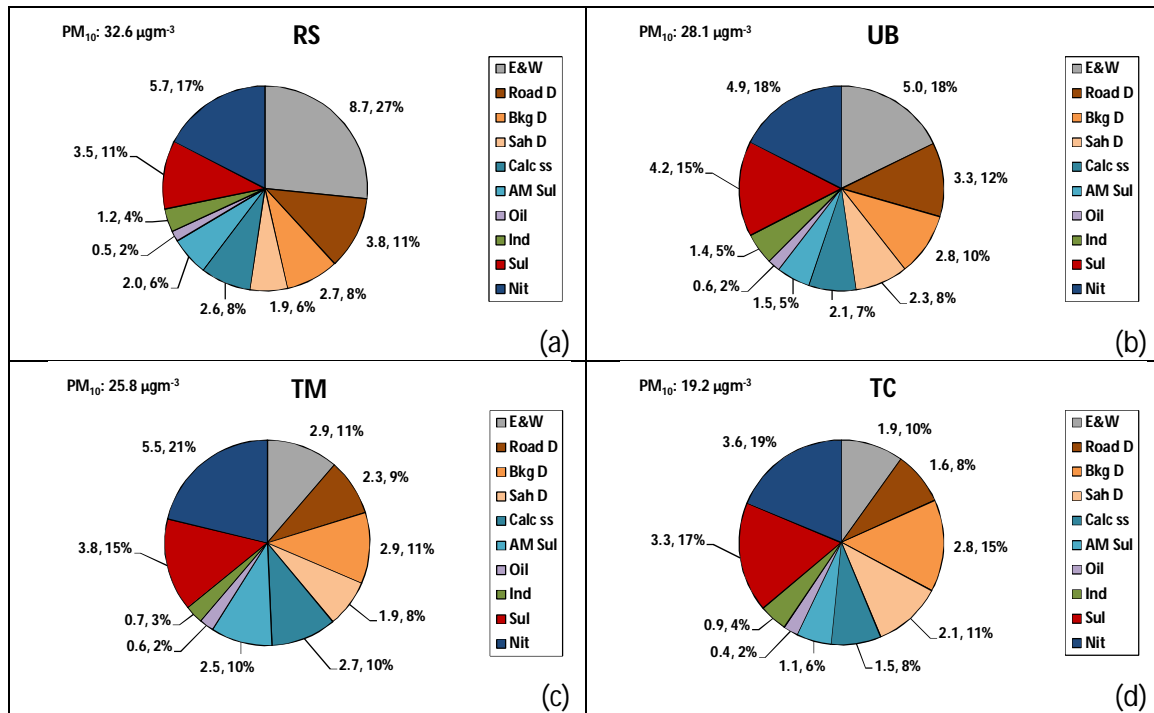 PM₁₀: 32.6 µgm⁻³
RS
5.7, 17%
8.7, 27%
3.5, 11%
1.2, 4%
0.5, 2%
2.0, 6%
2.6, 8%
1.9, 6%
2.7, 8%
3.8, 11%
E&W
Road D
Bkg D
Sah D
Calc ss
AM Sul
Oil
Ind
Sul
Nit
(a)
PM₁₀: 28.1 µgm⁻³
UB
4.9, 18%
5.0, 18%
4.2, 15%
3.3, 12%
1.4, 5%
0.6, 2%
1.5, 5%
2.1, 7%
2.3, 8%
2.8, 10%
E&W
Road D
Bkg D
Sah D
Calc ss
AM Sul
Oil
Ind
Sul
Nit
(b)
PM₁₀: 25.8 µgm⁻³
TM
5.5, 21%
2.9, 11%
2.3, 9%
3.8, 15%
2.9, 11%
0.7, 3%
0.6, 2%
2.5, 10%
2.7, 10%
1.9, 8%
E&W
Road D
Bkg D
Sah D
Calc ss
AM Sul
Oil
Ind
Sul
Nit
(c)
PM₁₀: 19.2 µgm⁻³
TC
3.6, 19%
1.9, 10%
1.6, 8%
3.3, 17%
2.8, 15%
0.9, 4%
0.4, 2%
1.1, 6%
1.5, 8%
2.1, 11%
E&W
Road D
Bkg D
Sah D
Calc ss
AM Sul
Oil
Ind
Sul
Nit
(d)